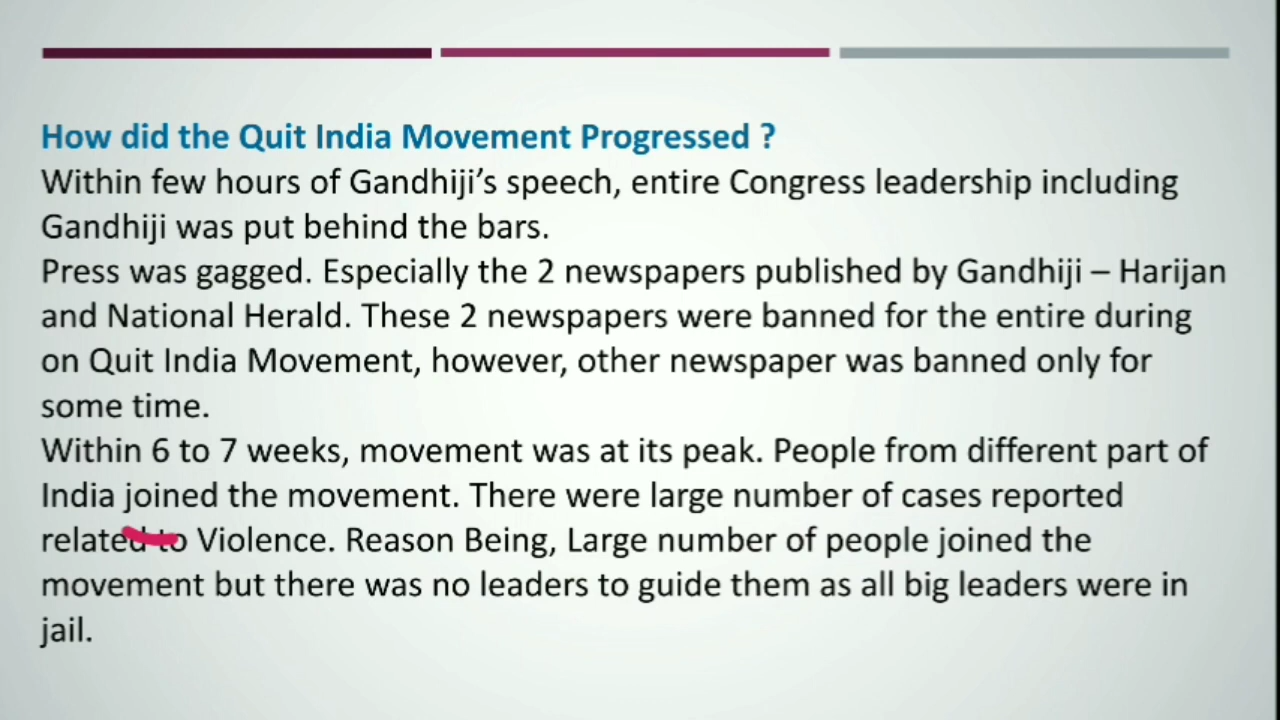 How did the Quit India Movement Progressed ?
Within few hours of Gandhiji’s speech, entire Congress leadership including
Gandhiji was put behind the bars.
Press was gagged. Especially the 2 newspapers published by Gandhiji – Harijan
and National Herald. These 2 newspapers were banned for the entire during
on Quit India Movement, however, other newspaper was banned only for
some time.
Within 6 to 7 weeks, movement was at its peak. People from different part of
India joined the movement. There were large number of cases reported
related to Violence. Reason Being, Large number of people joined the
movement but there was no leaders to guide them as all big leaders were in
jail.